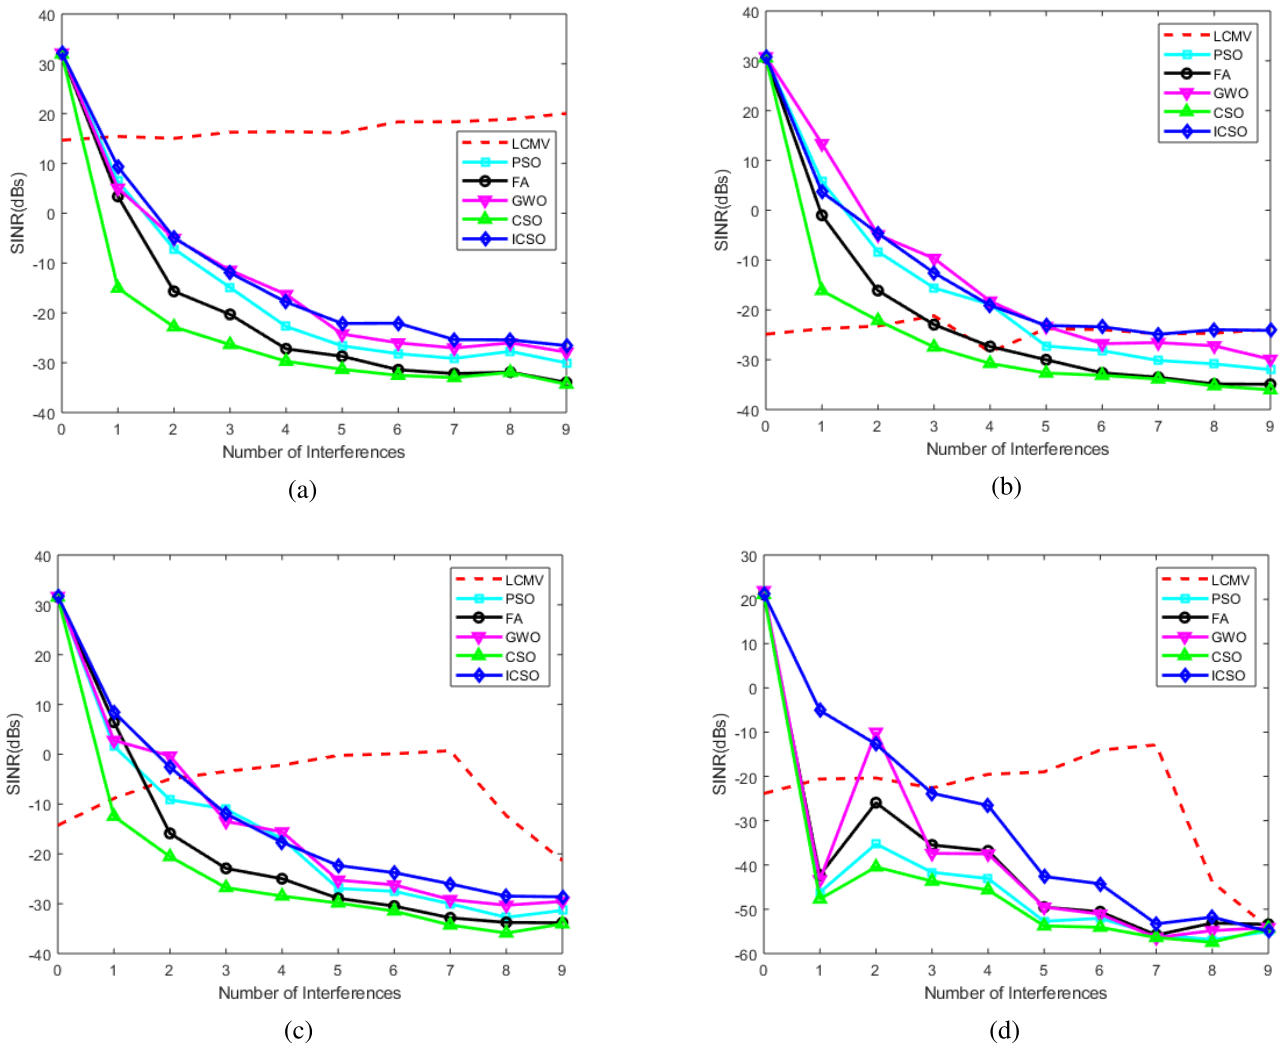 40
30
20
10
0
-10
-20
-30
-40
SINR(dBs)
LCMV
PSO
FA
GWO
CSO
ICSO
0 1 2 3 4 5 6 7 8 9
Number of Interferences
(a)
40
30
20
10
0
-10
-20
-30
-40
SINR(dBs)
LCMV
PSO
FA
GWO
CSO
ICSO
0 1 2 3 4 5 6 7 8 9
Number of Interferences
(b)
40
30
20
10
0
-10
-20
-30
-40
SINR(dBs)
LCMV
PSO
FA
GWO
CSO
ICSO
0 1 2 3 4 5 6 7 8 9
Number of Interferences
(c)
30
20
10
0
-10
-20
-30
-40
-50
-60
SINR(dBs)
LCMV
PSO
FA
GWO
CSO
ICSO
0 1 2 3 4 5 6 7 8 9
Number of Interferences
(d)